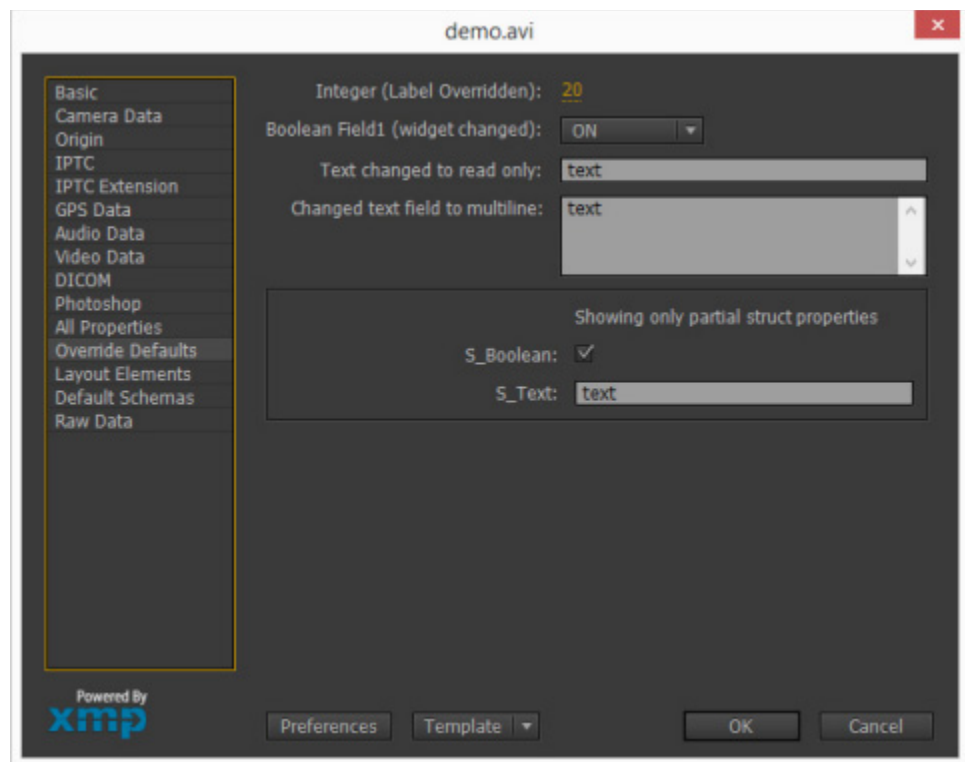 demo.avi
Basic
Camera Data
Origin
IPTC
IPTC Extension
GPS Data
Audio Data
Video Data
DICOM
Photoshop
All Properties
Override Defaults
Layout Elements
Default Schemas
Raw Data
Integer (Label Overridden): 20
Boolean Field1 (widget changed): ON
Text changed to read only: text
Changed text field to multiline: text
Showing only partial struct properties
S_Boolean:
S_Text: text
Powered By
xmp
Preferences Template OK Cancel